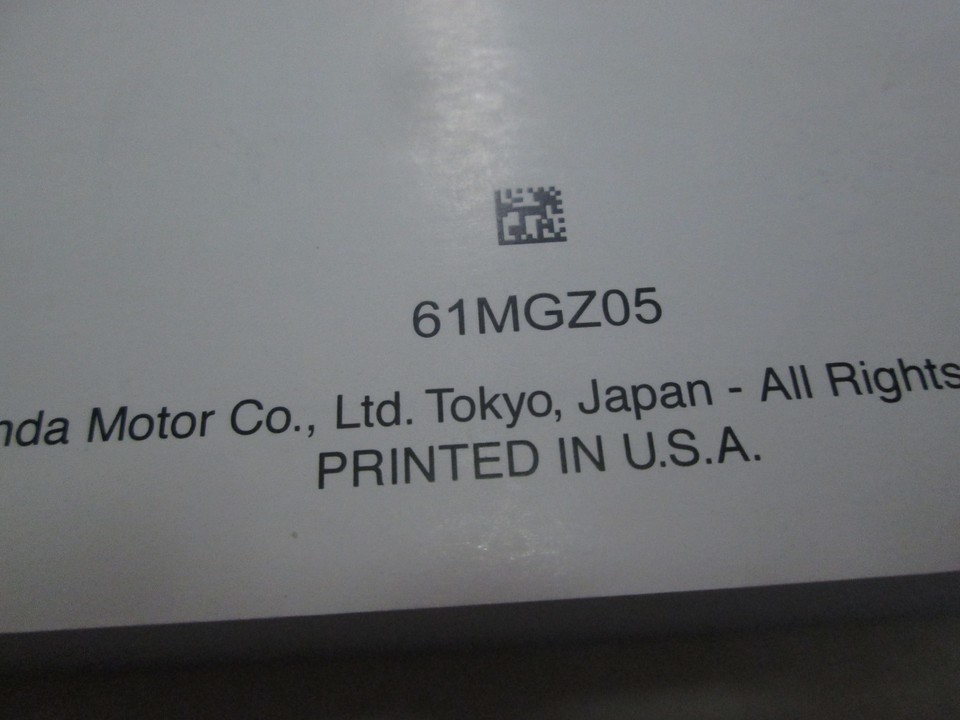 61MGZ05
nda Motor Co., Ltd. Tokyo, Japan - All Rights
PRINTED IN U.S.A.